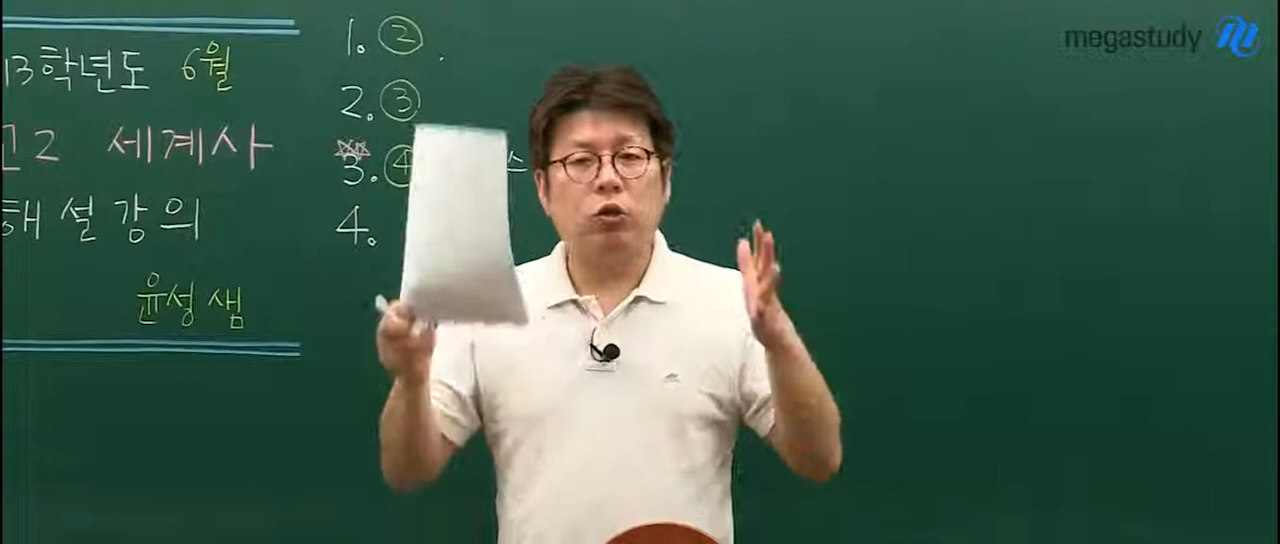 13학년도 6월
고2 세계사
해설강의
윤성 쌤
1. ②
2. ③
3. ④
4.
megastudy